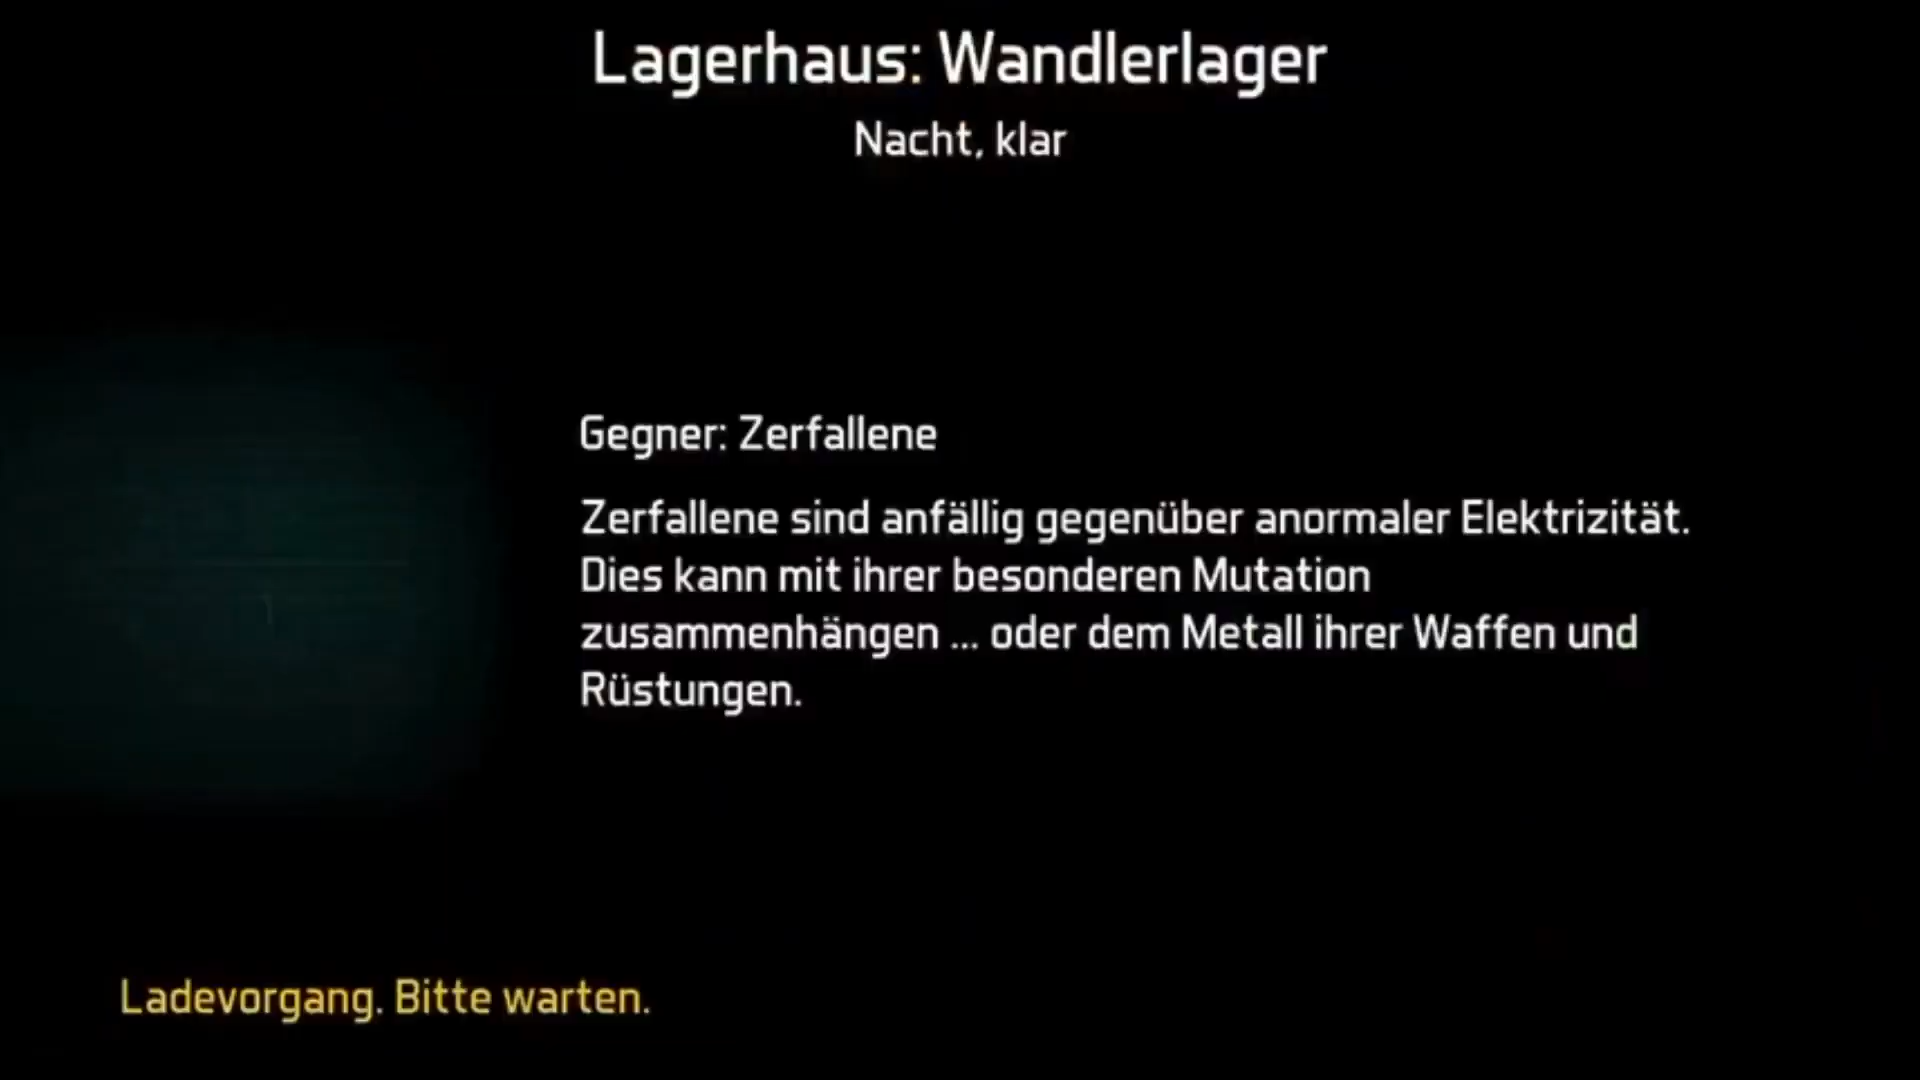 Lagerhaus: Wandlerlager
Nacht, klar
Gegner: Zerfallene
Zerfallene sind anfällig gegenüber anormaler Elektrizität.
Dies kann mit ihrer besonderen Mutation
zusammenhängen ... oder dem Metall ihrer Waffen und
Rüstungen.
Ladevorgang. Bitte warten.